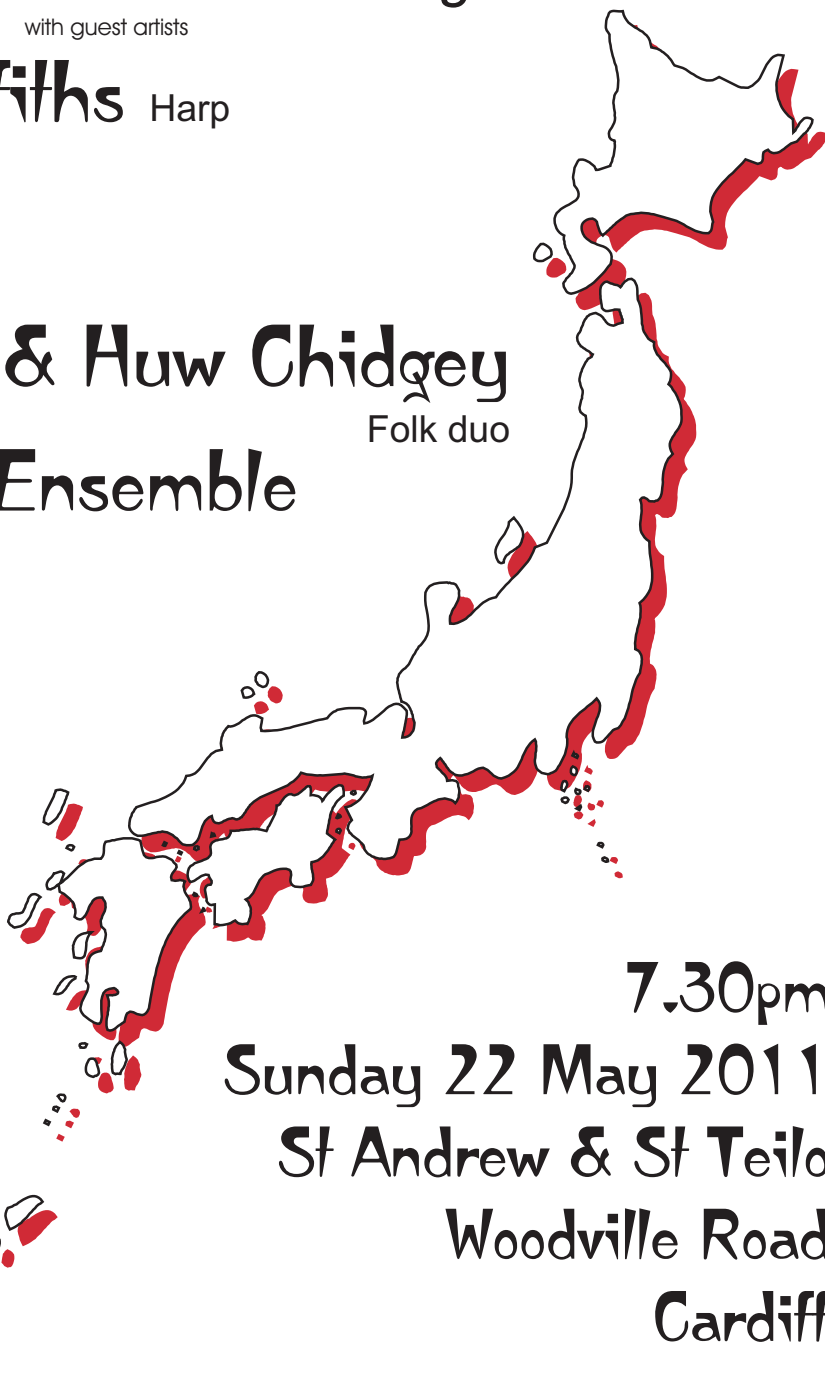 with guest artists
Harp
& Huw Chidgey
Folk duo
Ensemble
7.30pm
Sunday 22 May 2011
St Andrew & St Teilo
Woodville Road
Cardiff